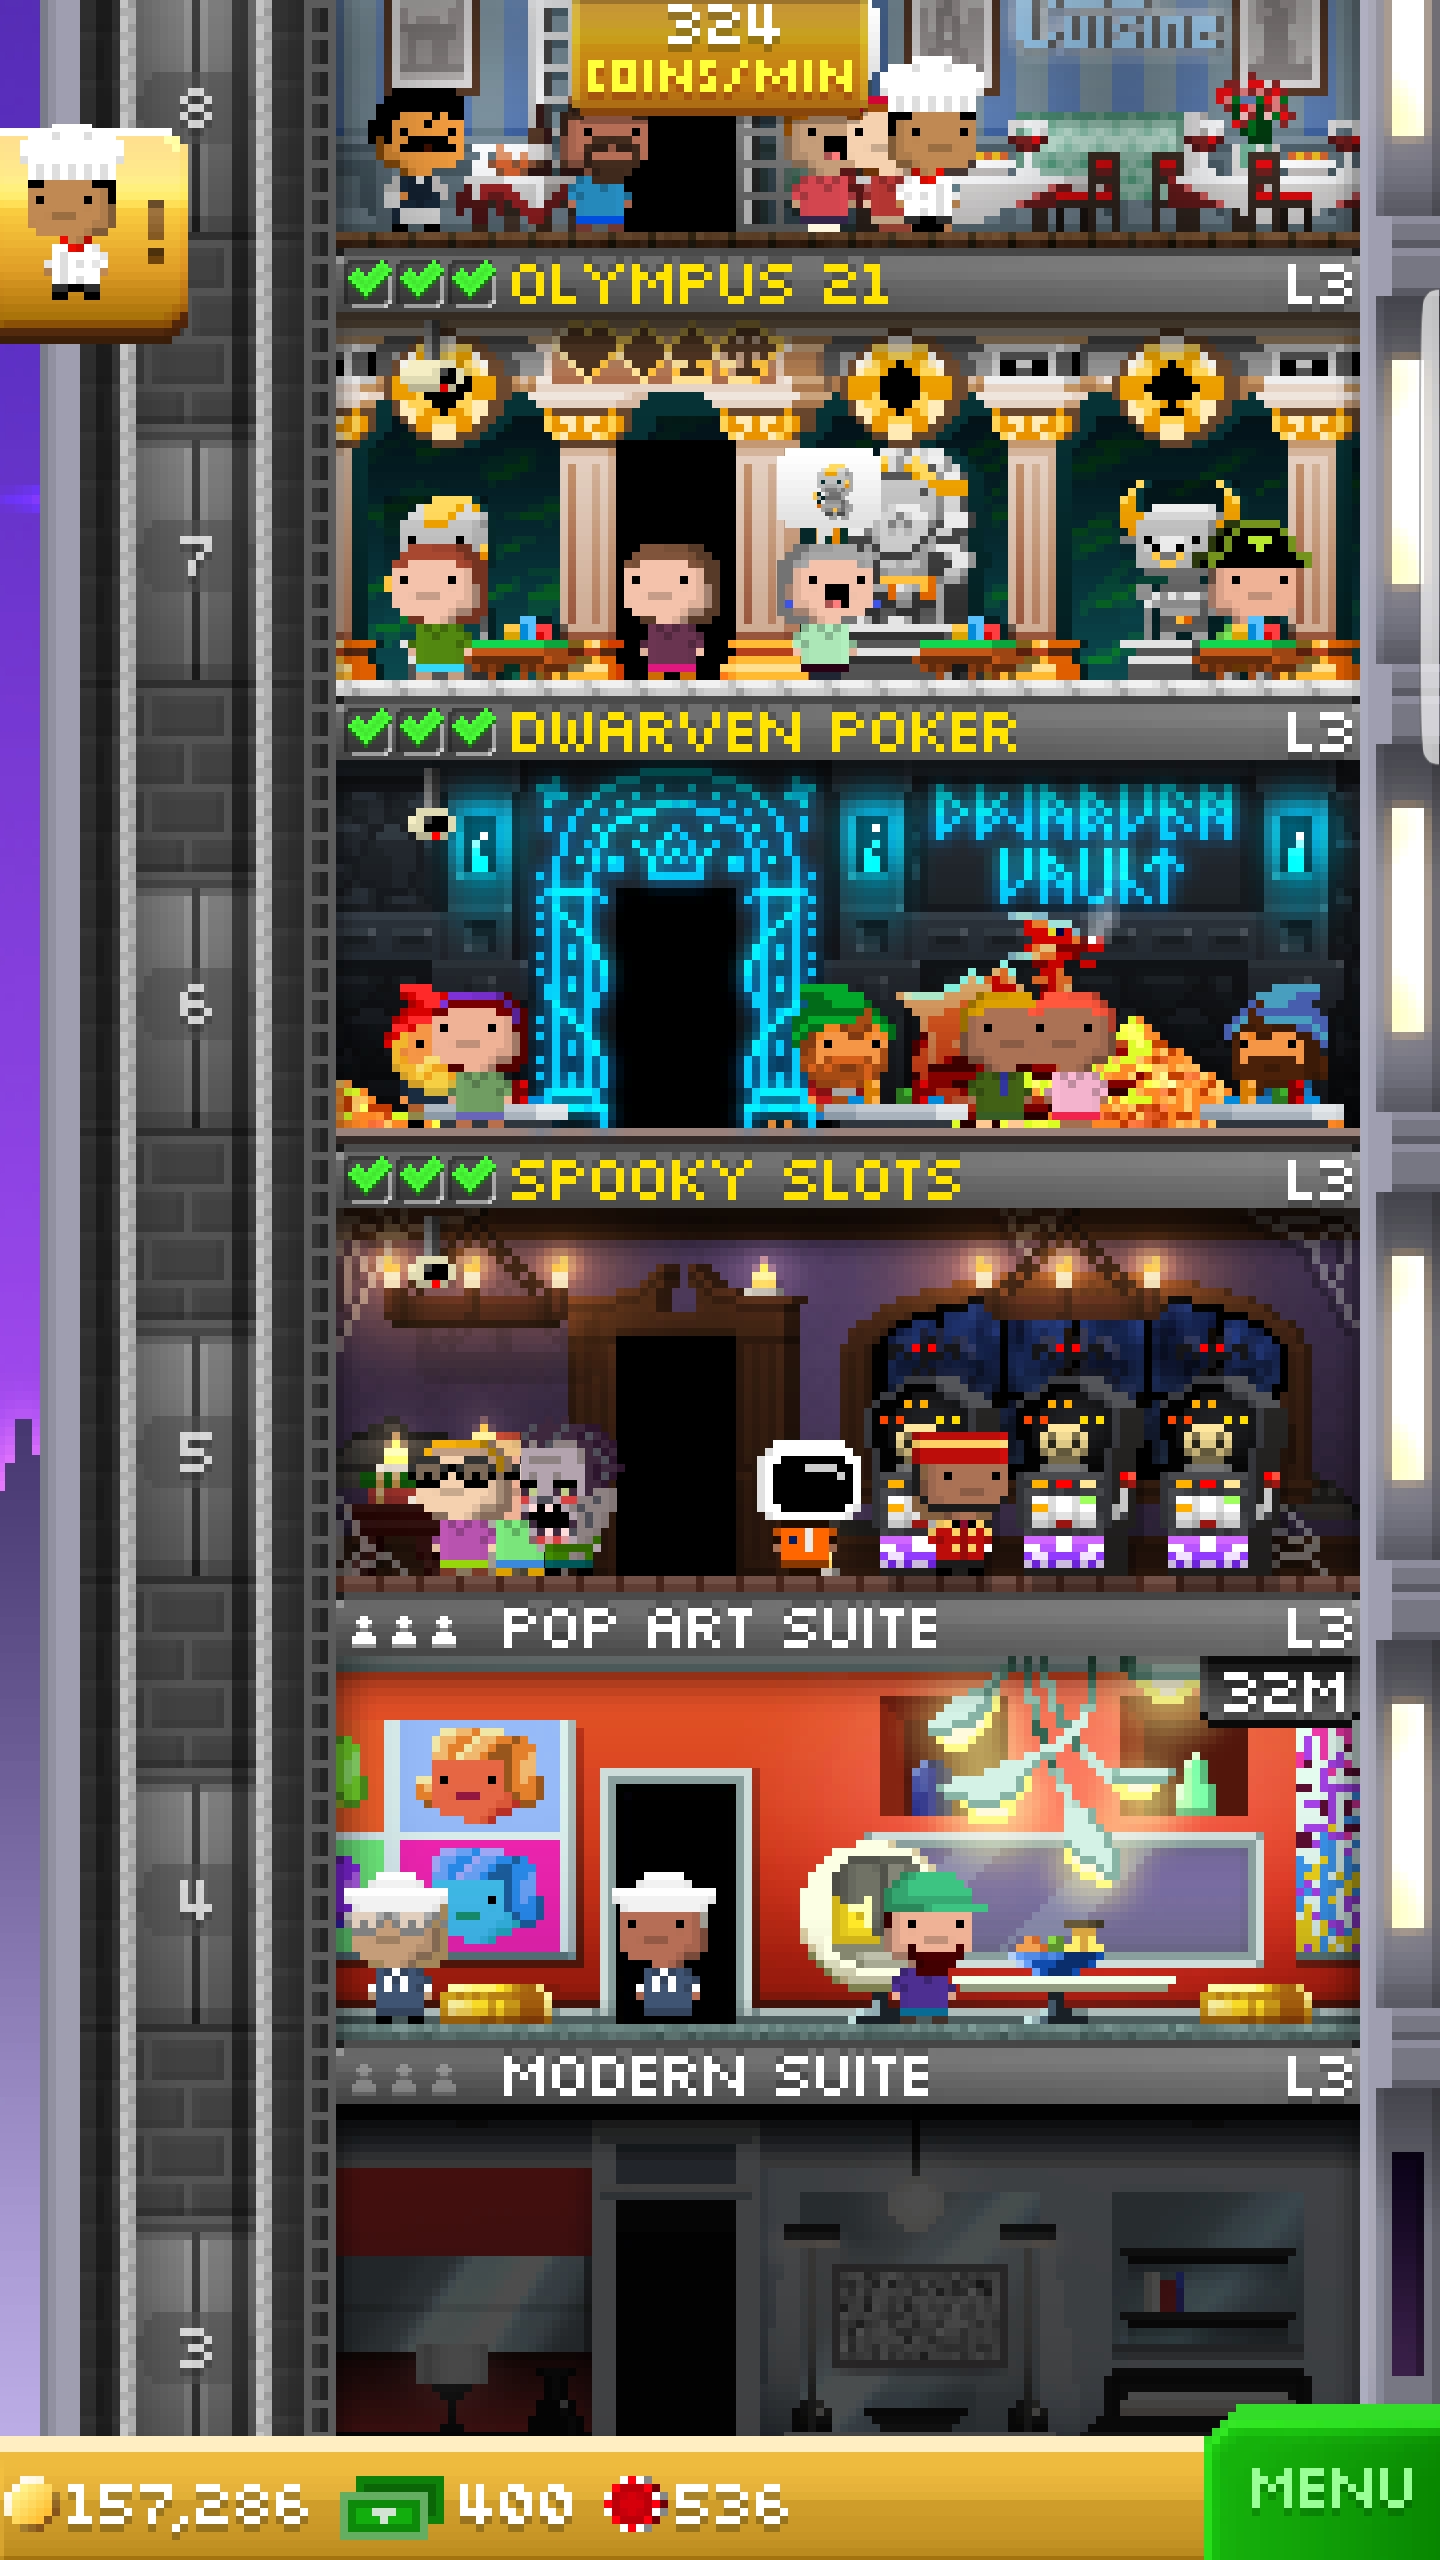 324
COINS/MIN
Cuisine
8
!
OLYMPUS 21 L3
7
DWARVEN POKER L3
DWARVEN
VAULT
6
SPOOKY SLOTS L3
5
POP ART SUITE L3
32M
4
MODERN SUITE L3
3
157,286 400 536
MENU